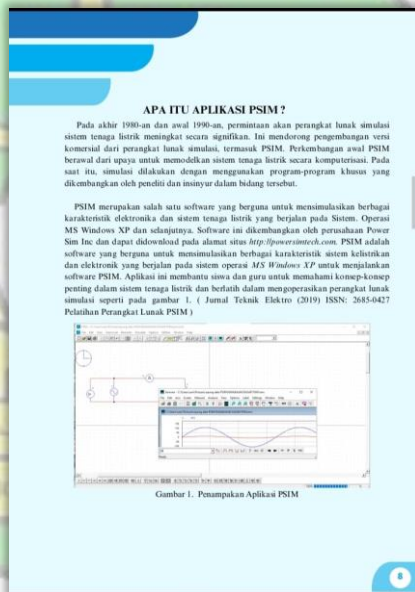 APA ITU APLIKASI PSIM ?
Pada akhir 1980-an dan awal 1990-an, permintaan akan perangkat lunak simulasi
sistem tenaga listrik meningkat secara signifikan. Ini mendorong pengembangan versi
komersial dari perangkat lunak simulasi, termasuk PSIM. Perkembangan awal PSIM
berawal dari upaya untuk memodelkan sistem tenaga listrik secara komputerisasi. Pada
saat itu, simulasi dilakukan dengan menggunakan program-program khusus yang
dikembangkan oleh peneliti dan insinyur dalam bidang tersebut.
PSIM merupakan salah satu software yang berguna untuk mensimulasikan berbagai
karakteristik elektronika dan sistem tenaga listrik yang berjalan pada Sistem. Operasi
MS Windows XP dan selanjutnya. Software ini dikembangkan oleh perusahaan Power
Sim Inc dan dapat didownload pada alamat situs http://powersimtech.com. PSIM adalah
software yang berguna untuk mensimulasikan berbagai karakteristik sistem kelistrikan
dan elektronik yang berjalan pada sistem operasi MS Windows XP untuk menjalankan
software PSIM. Aplikasi ini membantu siswa dan guru untuk memahami konsep-konsep
penting dalam sistem tenaga listrik dan berlatih dalam mengoperasikan perangkat lunak
simulasi seperti pada gambar 1. ( Jurnal Teknik Elektro (2019) ISSN: 2685-0427
Pelatihan Perangkat Lunak PSIM )
Gambar 1. Penampakan Aplikasi PSIM
8